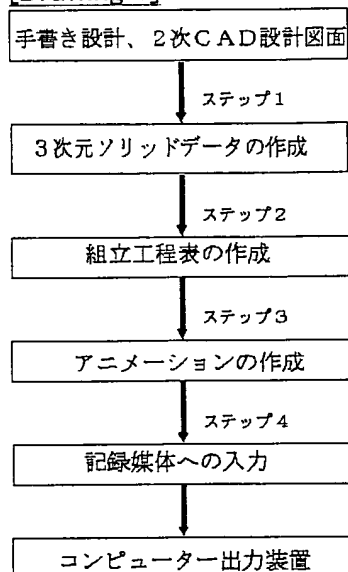 手書き設計、2次CAD設計図面
ステップ1
3次元ソリッドデータの作成
ステップ2
組立工程表の作成
ステップ3
アニメーションの作成
ステップ4
記録媒体への入力
コンピューター出力装置